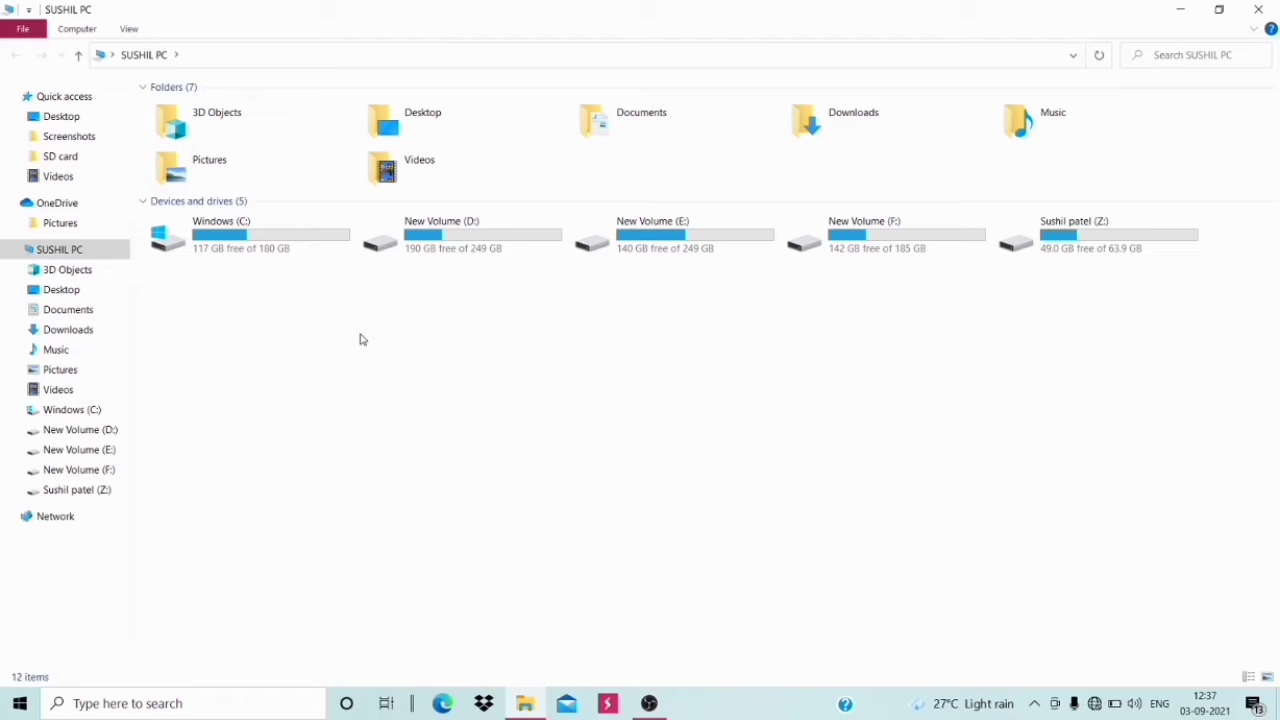 SUSHIL PC
File Computer View
SUSHIL PC
Search SUSHIL PC
Quick access
Desktop
Screenshots
SD card
Videos
OneDrive
Pictures
SUSHIL PC
3D Objects
Desktop
Documents
Downloads
Music
Pictures
Videos
Windows (C:)
New Volume (D:)
New Volume (E:)
New Volume (F:)
Sushil patel (Z:)
Network
Folders (7)
3D Objects Desktop Documents Downloads Music
Pictures Videos
Devices and drives (5)
Windows (C:) New Volume (D:) New Volume (E:) New Volume (F:) Sushil patel (Z:)
117 GB free of 180 GB 190 GB free of 249 GB 140 GB free of 249 GB 142 GB free of 185 GB 49.0 GB free of 63.9 GB
12 items
Type here to search
27°C Light rain
ENG
12:37
03-09-2021
13